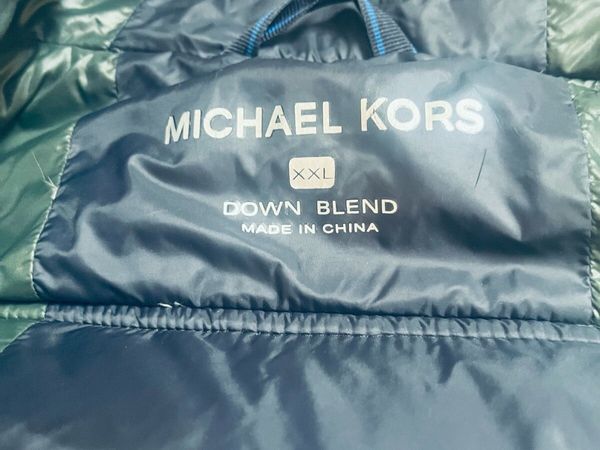 MICHAEL KORS
XXL
DOWN BLEND
MADE IN CHINA